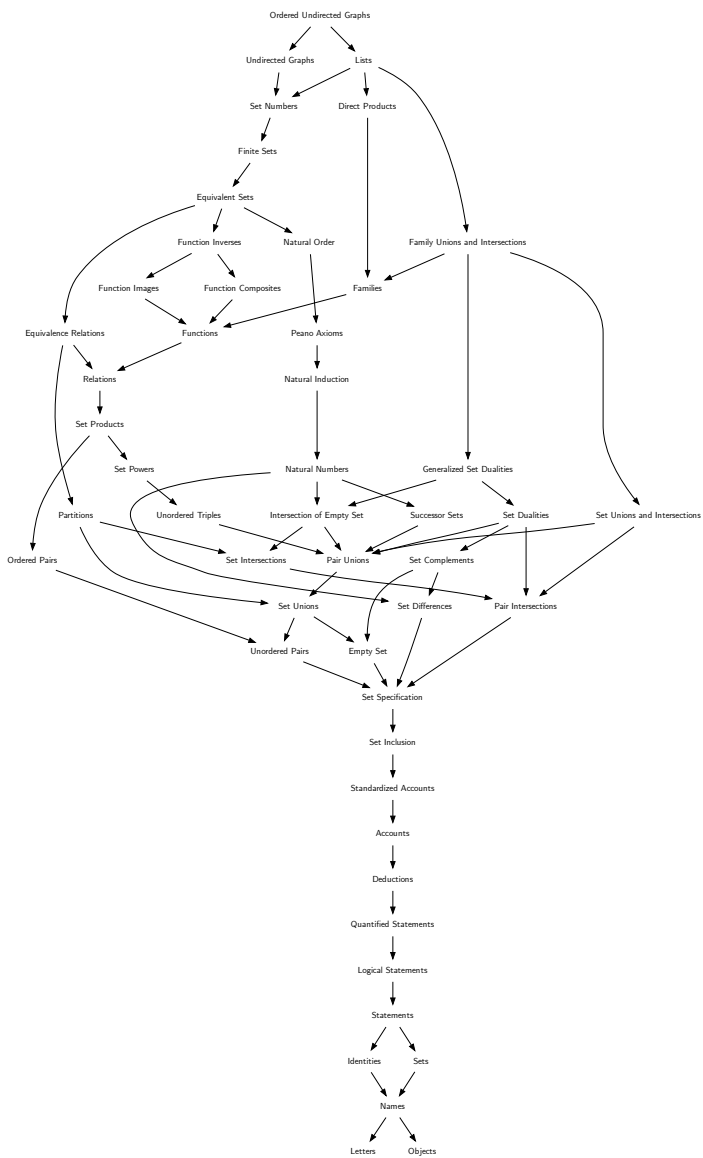 Ordered Undirected Graphs
Undirected Graphs
Lists
Set Numbers
Direct Products
Finite Sets
Equivalent Sets
Function Inverses
Natural Order
Family Unions and Intersections
Function Images
Function Composites
Families
Equivalence Relations
Functions
Peano Axioms
Relations
Natural Induction
Set Products
Set Powers
Natural Numbers
Generalized Set Dualities
Partitions
Unordered Triples
Intersection of Empty Set
Successor Sets
Set Dualities
Set Unions and Intersections
Ordered Pairs
Set Intersections
Pair Unions
Set Complements
Set Unions
Set Differences
Pair Intersections
Unordered Pairs
Empty Set
Set Specification
Set Inclusion
Standardized Accounts
Accounts
Deductions
Quantified Statements
Logical Statements
Statements
Identities
Sets
Names
Letters
Objects